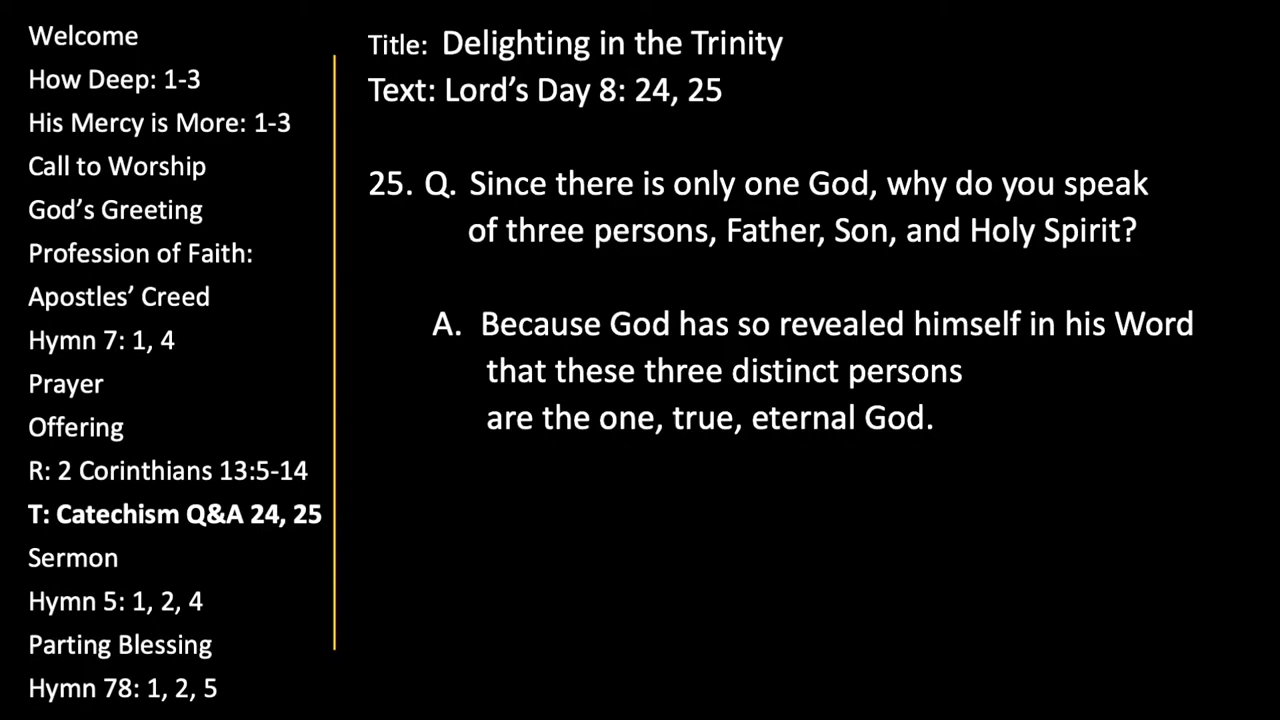 Welcome
How Deep: 1-3
His Mercy is More: 1-3
Call to Worship
God’s Greeting
Profession of Faith:
Apostles’ Creed
Hymn 7: 1, 4
Prayer
Offering
R: 2 Corinthians 13:5-14
T: Catechism Q&A 24, 25
Sermon
Hymn 5: 1, 2, 4
Parting Blessing
Hymn 78: 1, 2, 5
Title: Delighting in the Trinity
Text: Lord’s Day 8: 24, 25
25. Q. Since there is only one God, why do you speak
of three persons, Father, Son, and Holy Spirit?
A. Because God has so revealed himself in his Word
that these three distinct persons
are the one, true, eternal God.